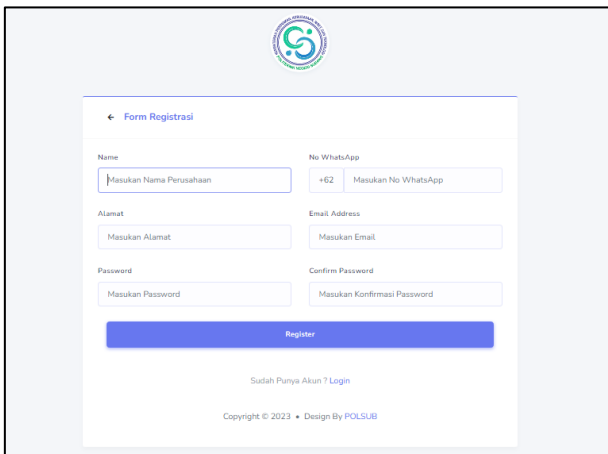 ← Form Registrasi
Name
No WhatsApp
Masukan Nama Perusahaan
+62 Masukan No WhatsApp
Alamat
Email Address
Masukan Alamat
Masukan Email
Password
Confirm Password
Masukan Password
Masukan Konfirmasi Password
Register
Sudah Punya Akun ? Login
Copyright © 2023 • Design By POLSUB